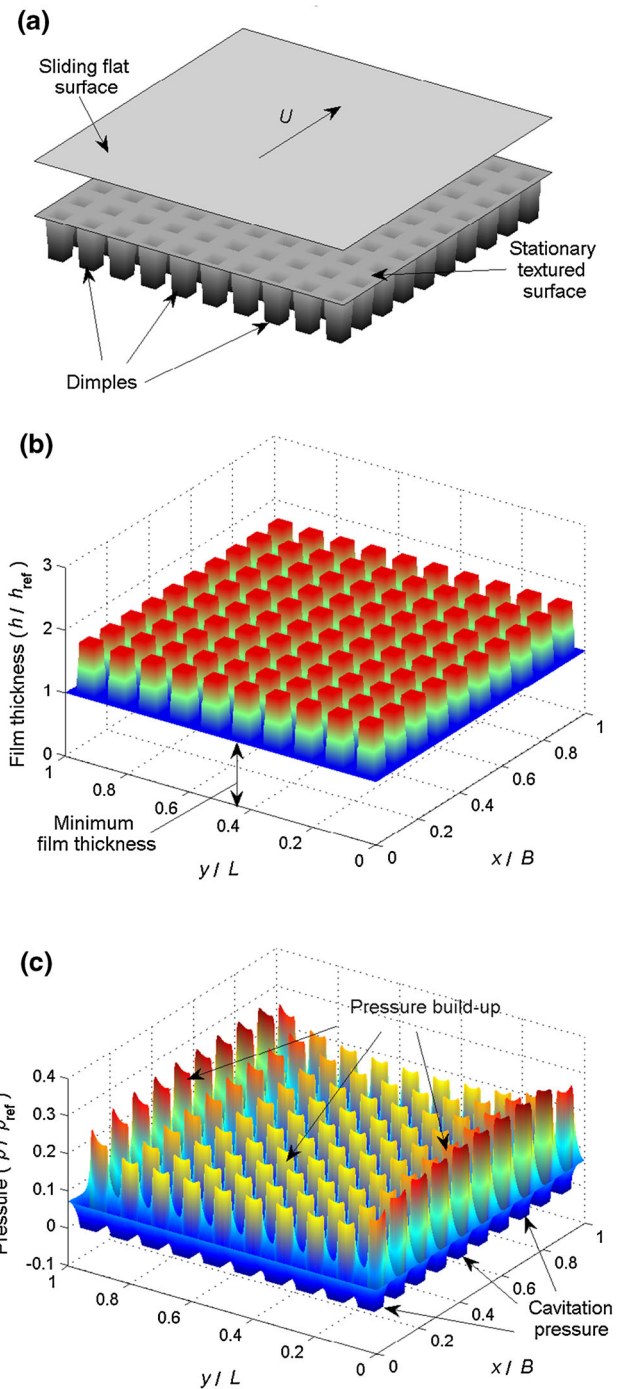 (a)
Sliding flat
surface
U
Stationary
textured
surface
Dimples
(b)
Film thickness (h / href)
3
2
1
0
1
0.8
0.6
0.4
0.2
0
0
0.2
0.4
0.6
0.8
1
Minimum
film thickness
y / L
x / B
(c)
Pressure build-up
Pressure ( p / pref)
0.4
0.3
0.2
0.1
0
-0.1
1
0.8
0.6
0.4
0.2
0
0
0.2
0.4
0.6
0.8
1
Cavitation
pressure
y / L
x / B